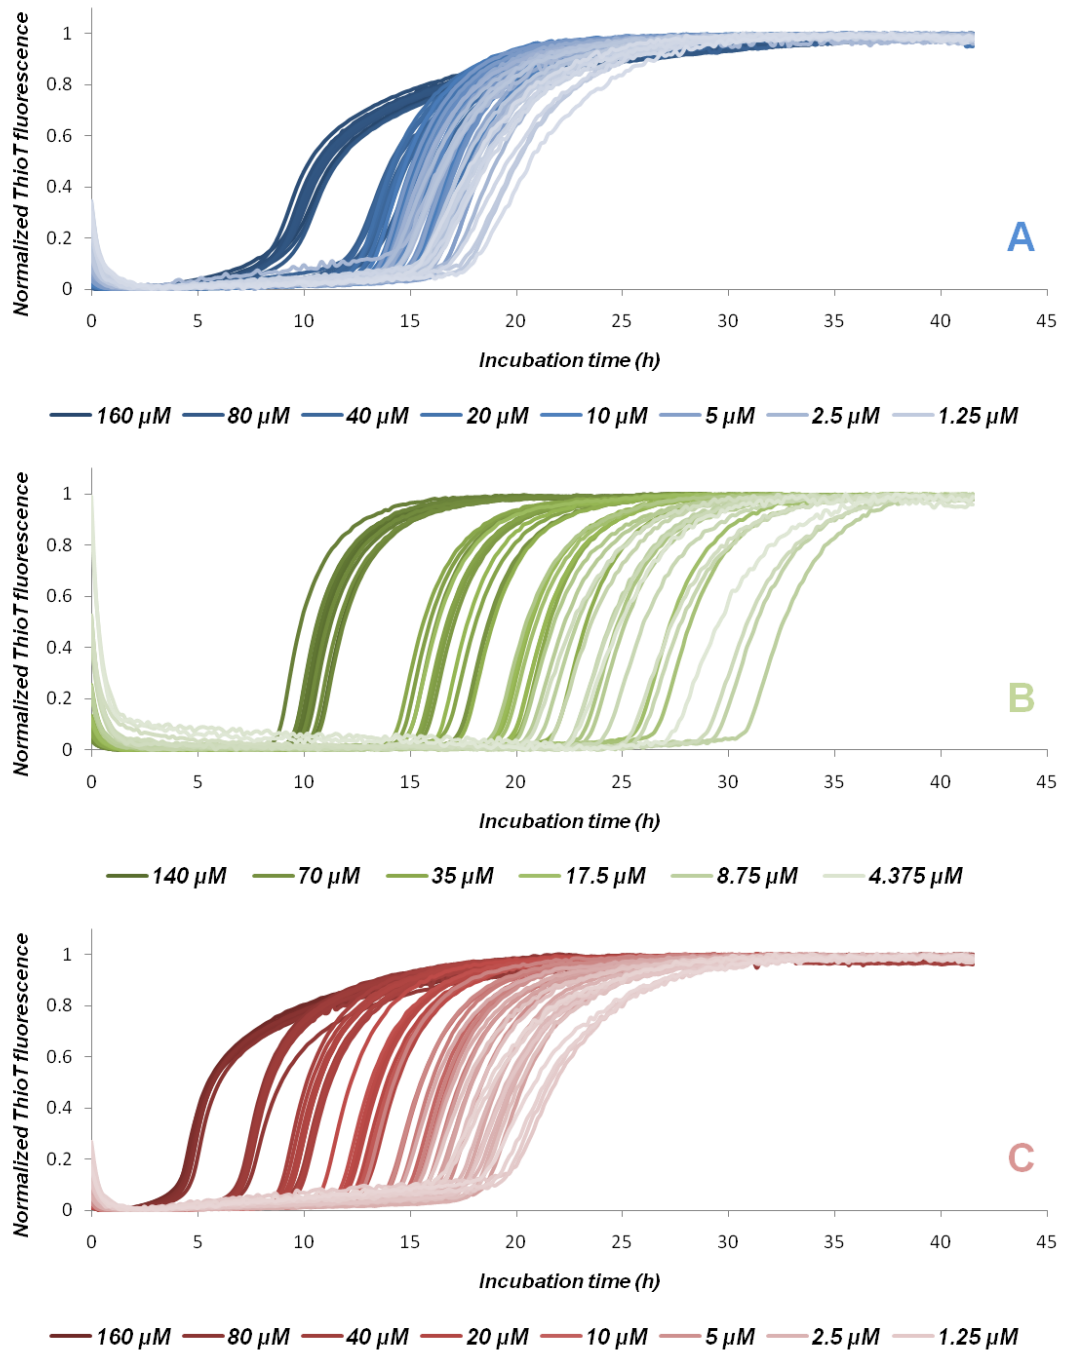 Normalized ThioT fluorescence
1
0.8
0.6
0.4
0.2
0
A
0 5 10 15 20 25 30 35 40 45
Incubation time (h)
160 µM 80 µM 40 µM 20 µM 10 µM 5 µM 2.5 µM 1.25 µM
Normalized ThioT fluorescence
1
0.8
0.6
0.4
0.2
0
B
0 5 10 15 20 25 30 35 40 45
Incubation time (h)
140 µM 70 µM 35 µM 17.5 µM 8.75 µM 4.375 µM
Normalized ThioT fluorescence
1
0.8
0.6
0.4
0.2
0
C
0 5 10 15 20 25 30 35 40 45
Incubation time (h)
160 µM 80 µM 40 µM 20 µM 10 µM 5 µM 2.5 µM 1.25 µM